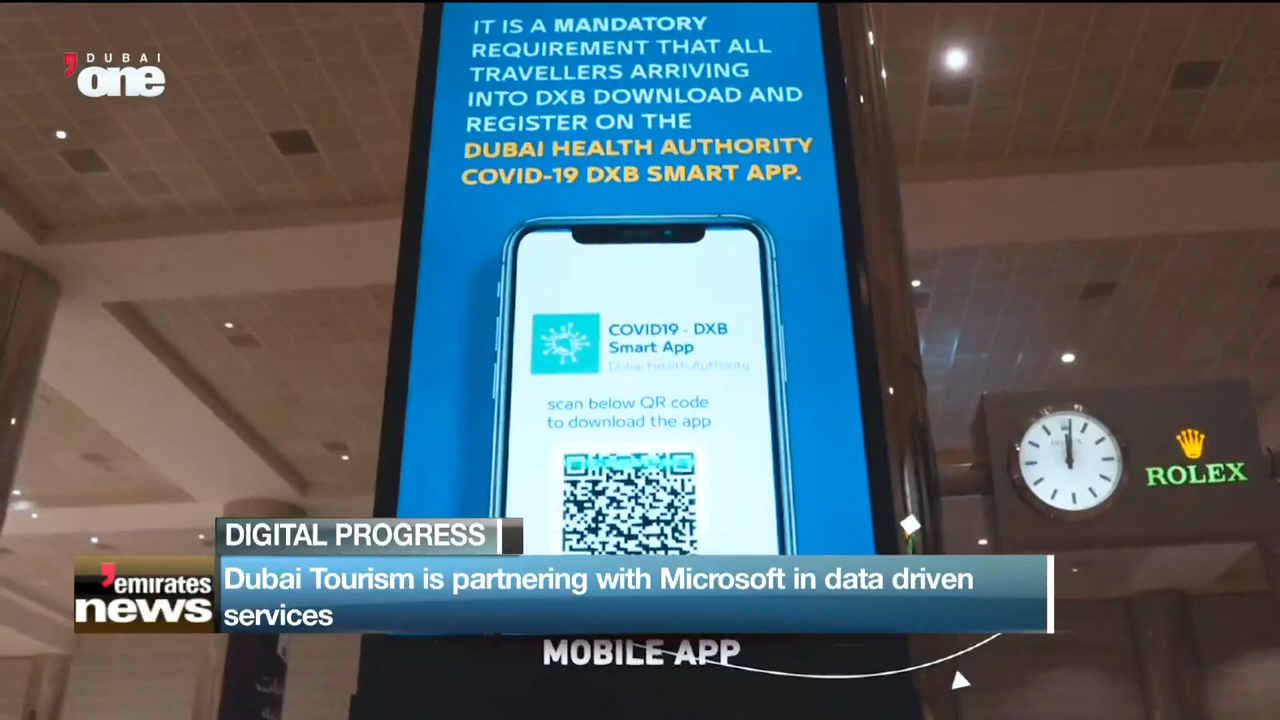 DUBAI
'one
IT IS A MANDATORY
REQUIREMENT THAT ALL
TRAVELLERS ARRIVING
INTO DXB DOWNLOAD AND
REGISTER ON THE
DUBAI HEALTH AUTHORITY
COVID-19 DXB SMART APP.
COVID19 - DXB
Smart App
Dubai Health Authority
scan below QR code
to download the app
ROLEX
ROLEX
DIGITAL PROGRESS
'emirates
news
Dubai Tourism is partnering with Microsoft in data driven
services
MOBILE APP